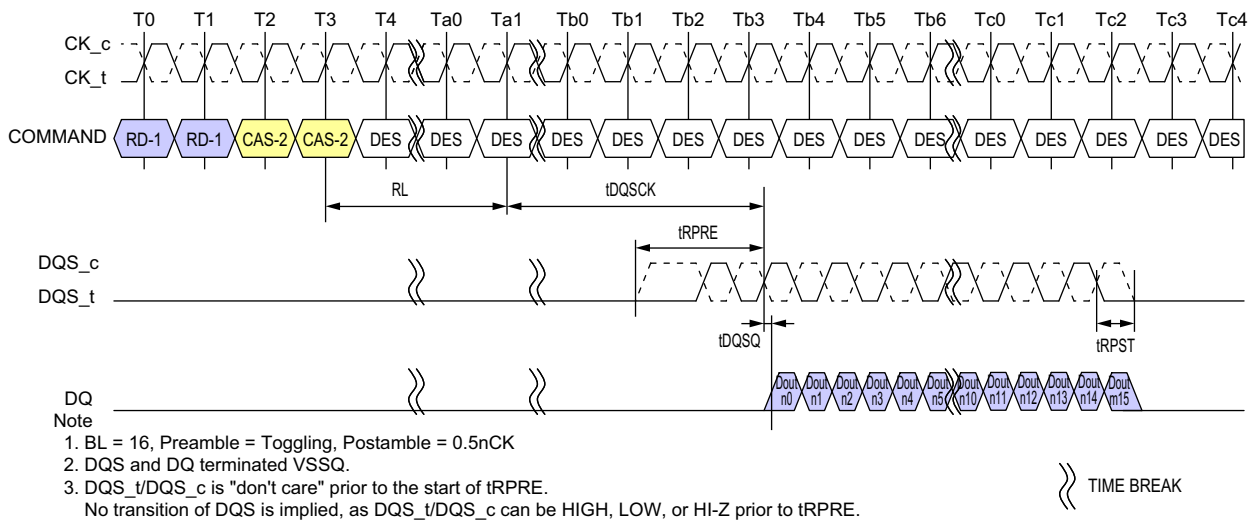 T0 T1 T2 T3 T4 Ta0 Ta1 Tb0 Tb1 Tb2 Tb3 Tb4 Tb5 Tb6 Tc0 Tc1 Tc2 Tc3 Tc4
CK_c
CK_t
COMMAND RD-1 RD-1 CAS-2 CAS-2 DES DES DES DES DES DES DES DES DES DES DES DES DES DES DES
RL tDQSCK
tRPRE
DQS_c
DQS_t
tDQSQ tRPST
DQ Dout n0 Dout n1 Dout n2 Dout n3 Dout n4 Dout n5 Dout n10 Dout n11 Dout n12 Dout n13 Dout n14 Dout m15
Note
1. BL = 16, Preamble = Toggling, Postamble = 0.5nCK
2. DQS and DQ terminated VSSQ.
3. DQS_t/DQS_c is "don't care" prior to the start of tRPRE.
No transition of DQS is implied, as DQS_t/DQS_c can be HIGH, LOW, or HI-Z prior to tRPRE.
TIME BREAK